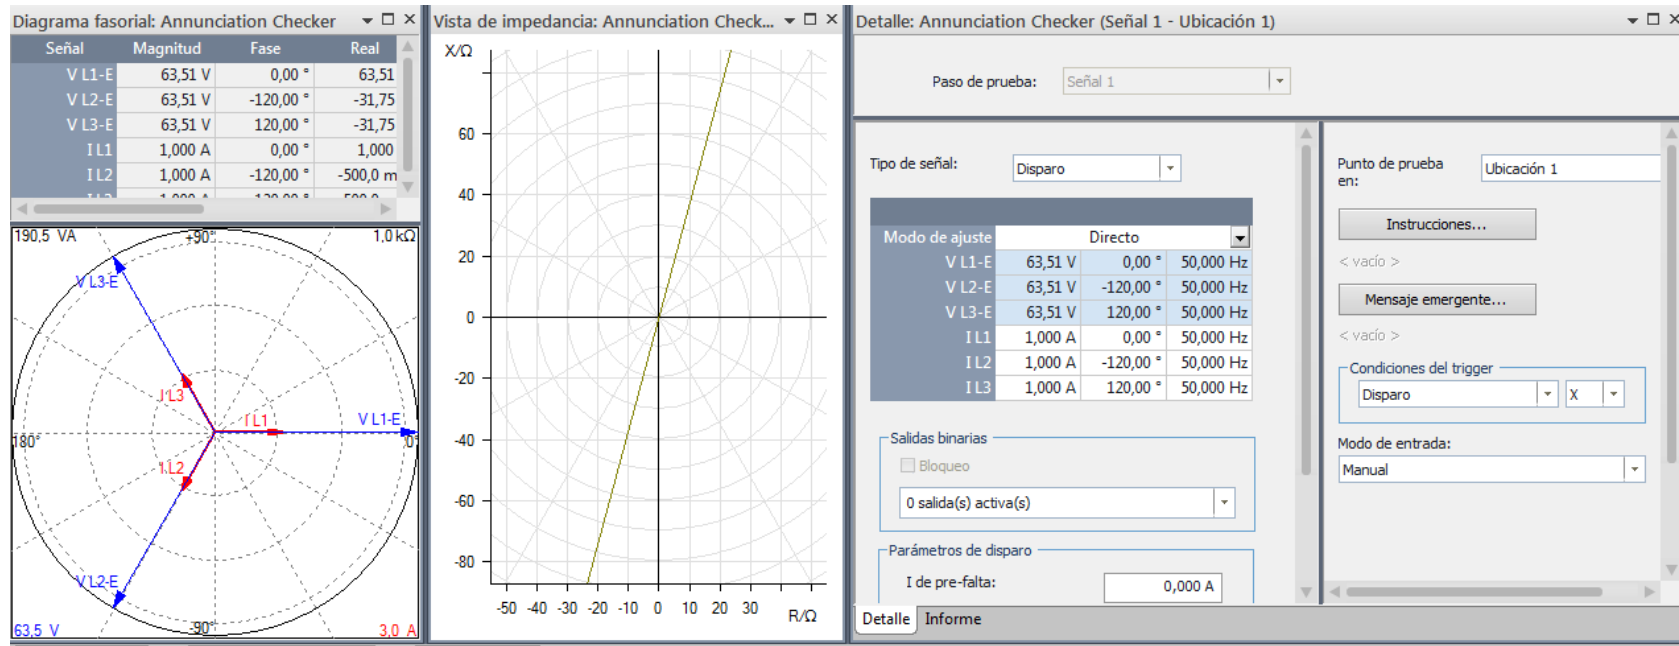 Diagrama fasorial: Annunciation Checker
Señal Magnitud Fase Real
V L1-E 63,51 V 0,00 ° 63,51
V L2-E 63,51 V -120,00 ° -31,75
V L3-E 63,51 V 120,00 ° -31,75
I L1 1,000 A 0,00 ° 1,000
I L2 1,000 A -120,00 ° -500,0 m
190,5 VA +90° 1,0 kΩ
V L3-E
I L3
I L1 V L1-E
180° 0°
I L2
V L2-E
63,5 V -90° 3,0 A
Vista de impedancia: Annunciation Check...
X/Ω
60
40
20
0
-20
-40
-60
-80
-50 -40 -30 -20 -10 0 10 20 30
R/Ω
Detalle: Annunciation Checker (Señal 1 - Ubicación 1)
Paso de prueba: Señal 1
Tipo de señal: Disparo
Modo de ajuste Directo
V L1-E 63,51 V 0,00 ° 50,000 Hz
V L2-E 63,51 V -120,00 ° 50,000 Hz
V L3-E 63,51 V 120,00 ° 50,000 Hz
I L1 1,000 A 0,00 ° 50,000 Hz
I L2 1,000 A -120,00 ° 50,000 Hz
I L3 1,000 A 120,00 ° 50,000 Hz
Salidas binarias
Bloqueo
0 salida(s) activa(s)
Parámetros de disparo
I de pre-falta: 0,000 A
Punto de prueba
en:
Ubicación 1
Instrucciones...
< vacío >
Mensaje emergente...
< vacío >
Condiciones del trigger
Disparo X
Modo de entrada:
Manual
Detalle Informe